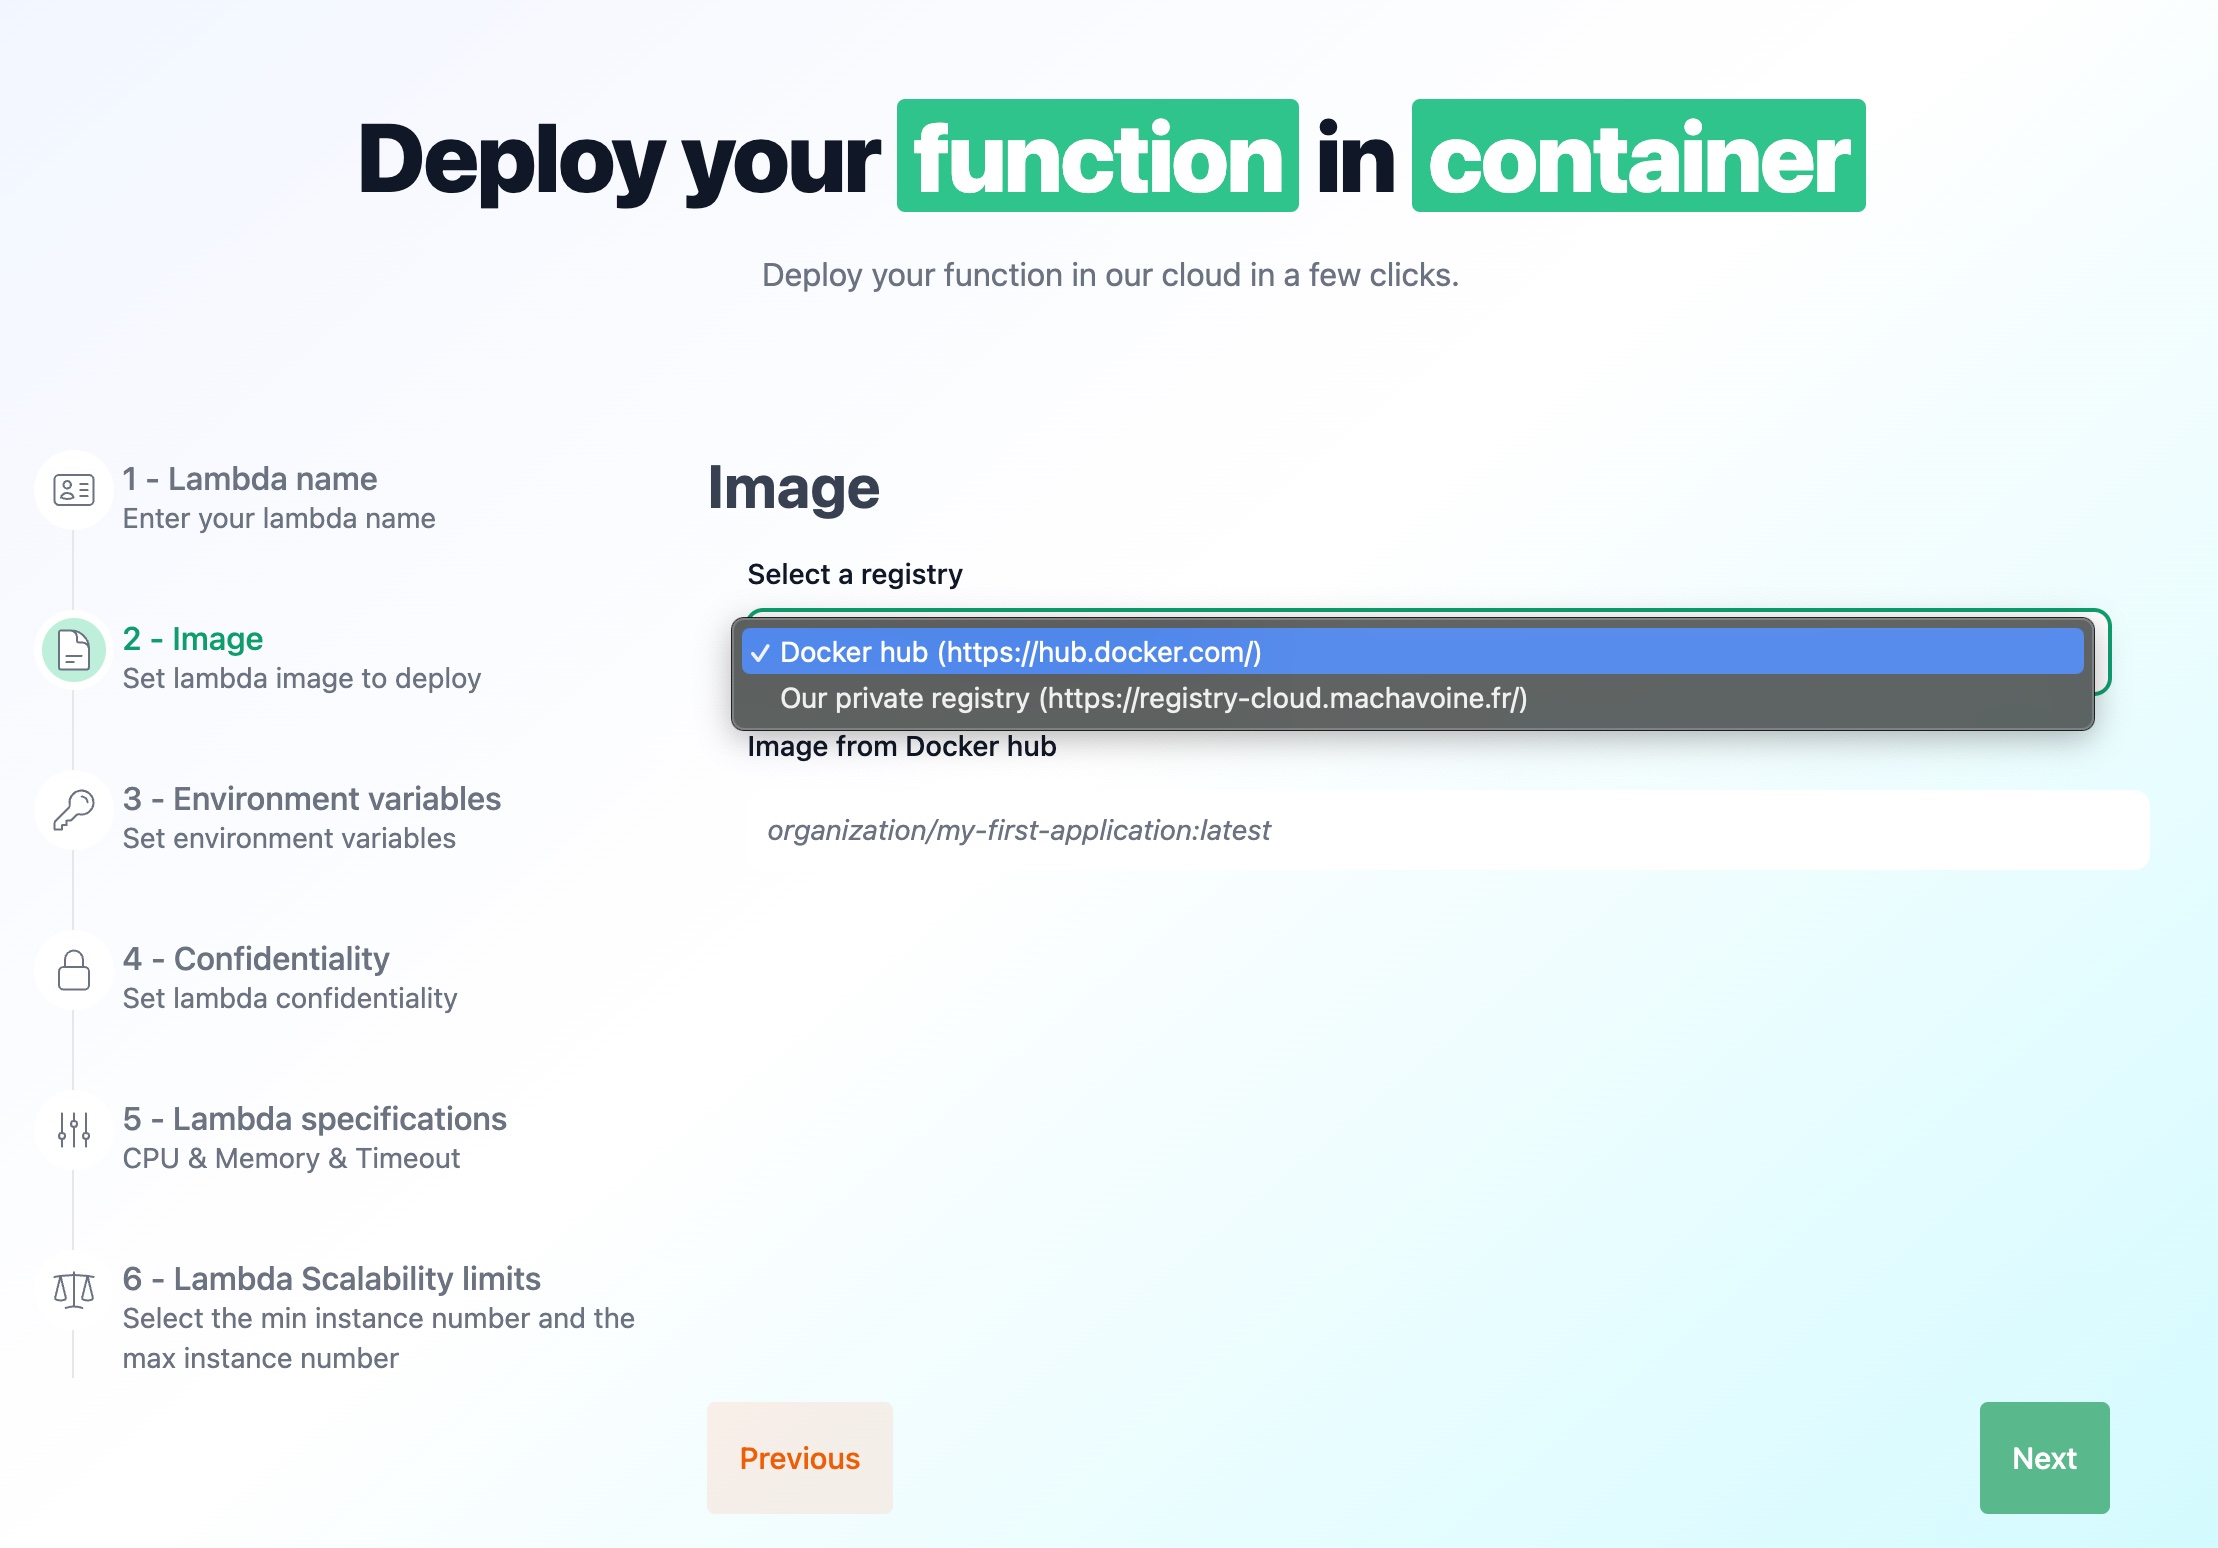 Deploy your function in container
Deploy your function in our cloud in a few clicks.
1 - Lambda name
Enter your lambda name
2 - Image
Set lambda image to deploy
3 - Environment variables
Set environment variables
4 - Confidentiality
Set lambda confidentiality
5 - Lambda specifications
CPU & Memory & Timeout
6 - Lambda Scalability limits
Select the min instance number and the
max instance number
Image
Select a registry
✓ Docker hub (https://hub.docker.com/)
Our private registry (https://registry-cloud.machavoine.fr/)
Image from Docker hub
organization/my-first-application:latest
Previous
Next